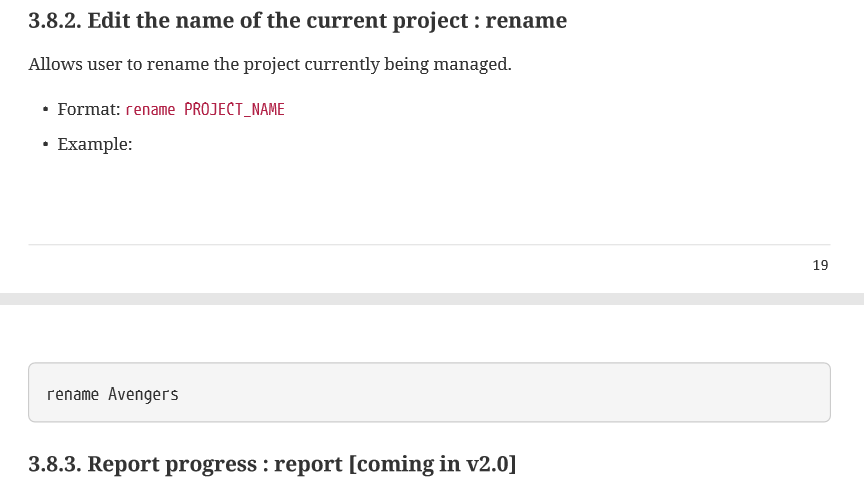 3.8.2. Edit the name of the current project : rename
Allows user to rename the project currently being managed.
• Format: rename PROJECT_NAME
• Example:
19
rename Avengers
3.8.3. Report progress : report [coming in v2.0]